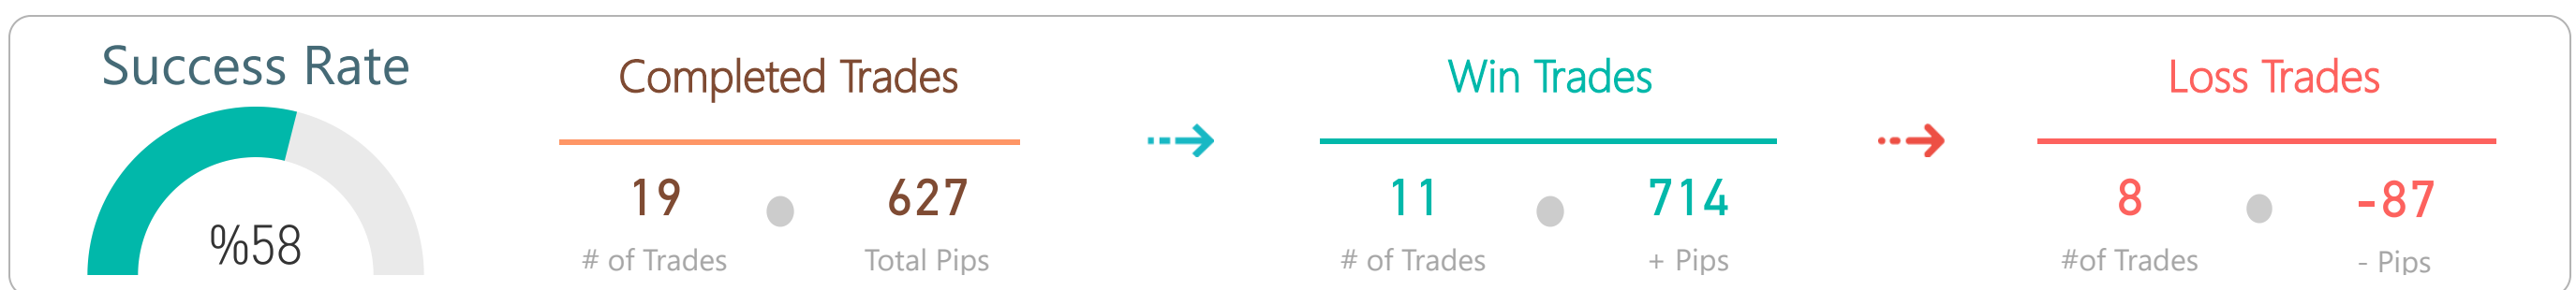 Success Rate
%58
Completed Trades
19
627
# of Trades
Total Pips
Win Trades
11
714
# of Trades
+ Pips
Loss Trades
8
-87
#of Trades
- Pips